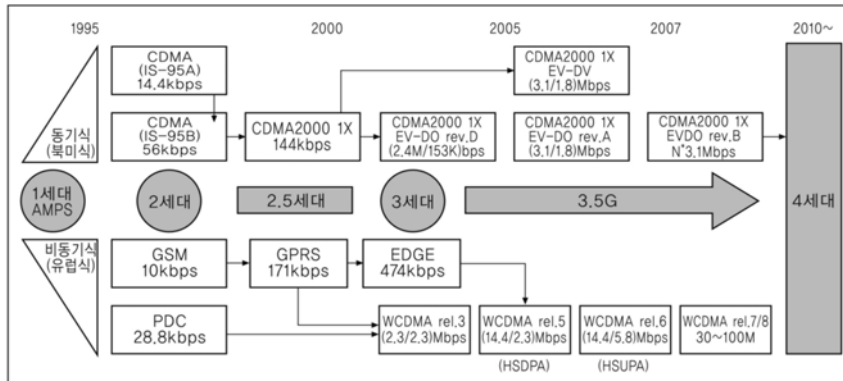 1995
2000
2005
2007
2010~
CDMA
(IS-95A)
14.4kbps
CDMA2000 1X
EV-DV
(3.1/1.8)Mbps
동기식
(북미식)
CDMA
(IS-95B)
56kbps
CDMA2000 1X
144kbps
CDMA2000 1X
EV-DO rev.D
(2.4M/153K)bps
CDMA2000 1X
EV-DO rev.A
(3.1/1.8)Mbps
CDMA2000 1X
EVDO rev.B
N*3.1Mbps
1세대
AMPS
2세대
2.5세대
3세대
3.5G
4세대
비동기식
(유럽식)
GSM
10kbps
GPRS
171kbps
EDGE
474kbps
PDC
28.8kbps
WCDMA rel.3
(2.3/2.3)Mbps
WCDMA rel.5
(14.4/2.3)Mbps
WCDMA rel.6
(14.4/5.8)Mbps
WCDMA rel.7/8
30~100M
(HSDPA)
(HSUPA)